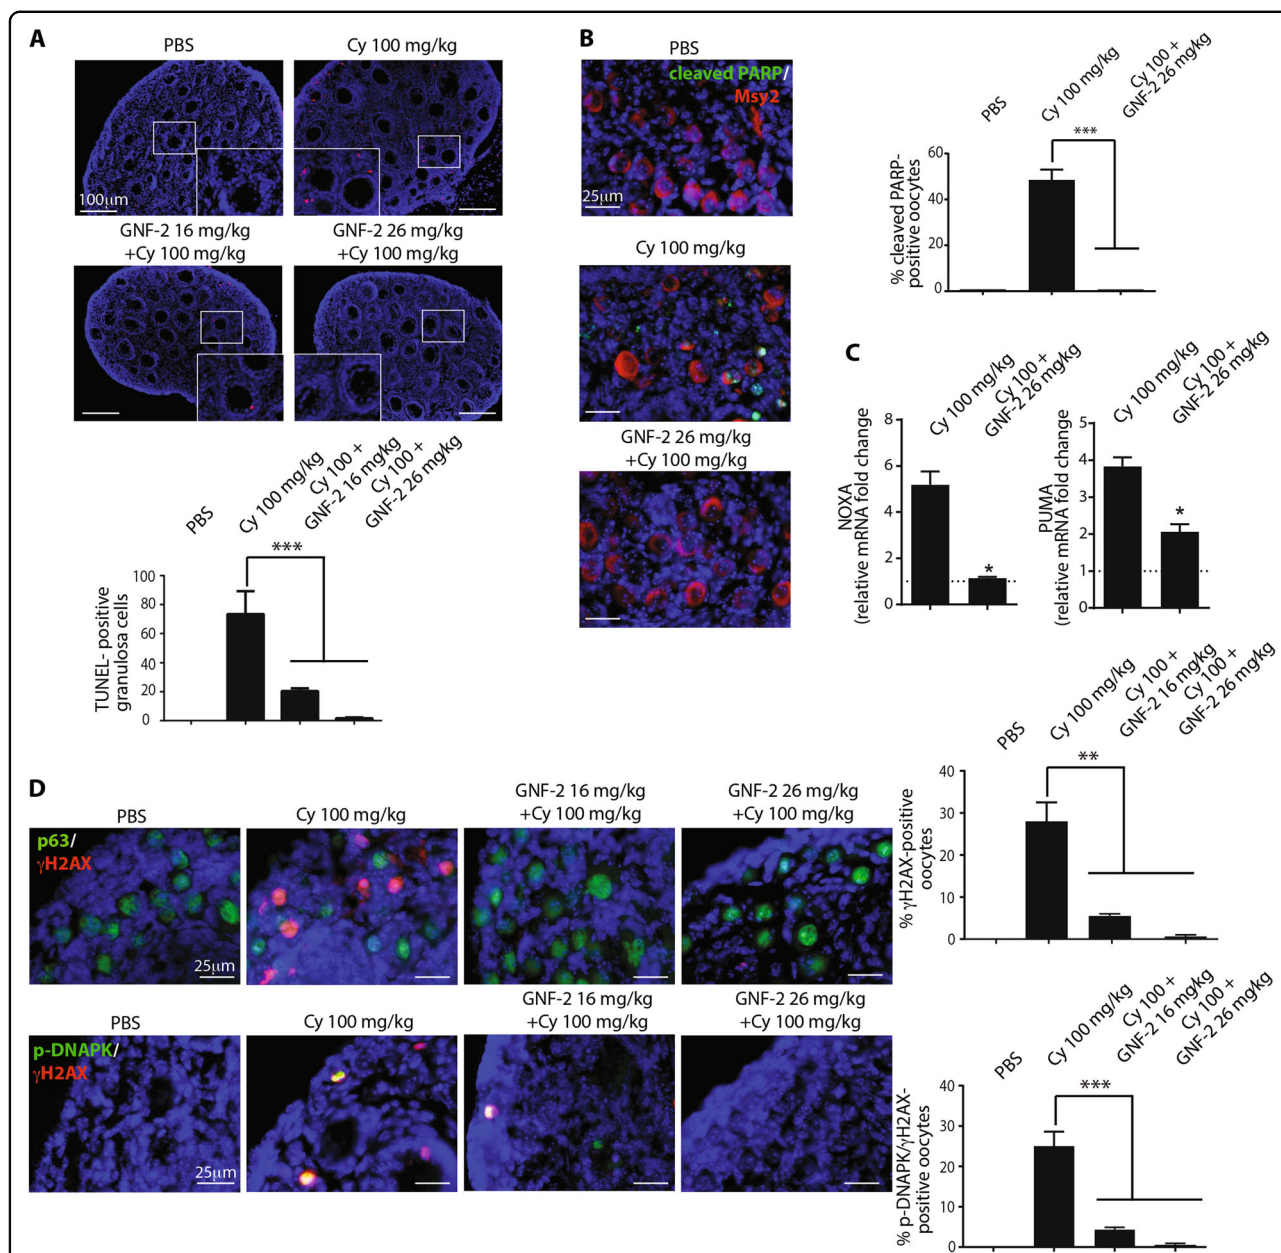 A
PBS
Cy 100 mg/kg
100μm
GNF-2 16 mg/kg
+Cy 100 mg/kg
GNF-2 26 mg/kg
+Cy 100 mg/kg
PBS
Cy 100 mg/kg
Cy 100 +
GNF-2 16 mg/kg
Cy 100 +
GNF-2 26 mg/kg
***
TUNEL- positive
granulosa cells
100
80
60
40
20
0
B
PBS
cleaved PARP/
Msy2
25μm
Cy 100 mg/kg
GNF-2 26 mg/kg
+Cy 100 mg/kg
PBS
Cy 100 mg/kg
Cy 100 +
GNF-2 26 mg/kg
***
% cleaved PARP-
positive oocytes
60
40
20
0
C
Cy 100 mg/kg
Cy 100 +
GNF-2 26 mg/kg
NOXA
(relative mRNA fold change
8
6
4
2
1
0
*
Cy 100 mg/kg
Cy 100 +
GNF-2 26 mg/kg
PUMA
(relative mRNA fold change
5
4
3
2
1
0
*
D
PBS
Cy 100 mg/kg
GNF-2 16 mg/kg
+Cy 100 mg/kg
GNF-2 26 mg/kg
+Cy 100 mg/kg
p63/
γH2AX
25μm
PBS
Cy 100 mg/kg
Cy 100 +
GNF-2 16 mg/kg
Cy 100 +
GNF-2 26 mg/kg
**
% γH2AX-positive
oocytes
40
30
20
10
0
PBS
Cy 100 mg/kg
GNF-2 16 mg/kg
+Cy 100 mg/kg
GNF-2 26 mg/kg
+Cy 100 mg/kg
p-DNAPK/
γH2AX
25μm
PBS
Cy 100 mg/kg
Cy 100 +
GNF-2 16 mg/kg
Cy 100 +
GNF-2 26 mg/kg
***
% p-DNAPK/γH2AX-
positive oocytes
40
30
20
10
0